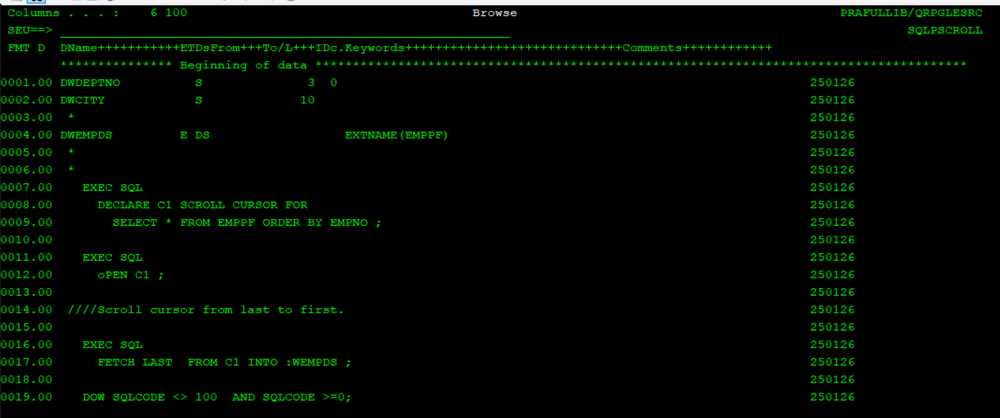 Columns . . . :    6 100                                      Browse                                           PRAFULLIB/QRPGLESRC
SEU==> ____________________________________________________________                                                     SQLPSCROLL
FMT D  DName+++++++++++ETDsFrom+++To/L+++IDc.Keywords+++++++++++++++++++++++++++++Comments++++++++++++
*************** Beginning of data ***************************************************************************************
0001.00 DWDEPTNO          S              3  0                                                               250126
0002.00 DWCITY            S             10                                                                  250126
0003.00  *                                                                                                  250126
0004.00 DWEMPDS         E DS                  EXTNAME(EMPPF)                                                250126
0005.00  *                                                                                                  250126
0006.00  *                                                                                                  250126
0007.00    EXEC SQL                                                                                         250126
0008.00      DECLARE C1 SCROLL CURSOR FOR                                                                   250126
0009.00        SELECT * FROM EMPPF ORDER BY EMPNO ;                                                         250126
0010.00                                                                                                     250126
0011.00    EXEC SQL                                                                                         250126
0012.00      oPEN C1 ;                                                                                      250126
0013.00                                                                                                     250126
0014.00  ////Scroll cursor from last to first.                                                              250126
0015.00                                                                                                     250126
0016.00    EXEC SQL                                                                                         250126
0017.00      FETCH LAST  FROM C1 INTO :WEMPDS ;                                                             250126
0018.00                                                                                                     250126
0019.00    DOW SQLCODE <> 100  AND SQLCODE >=0;                                                             250126